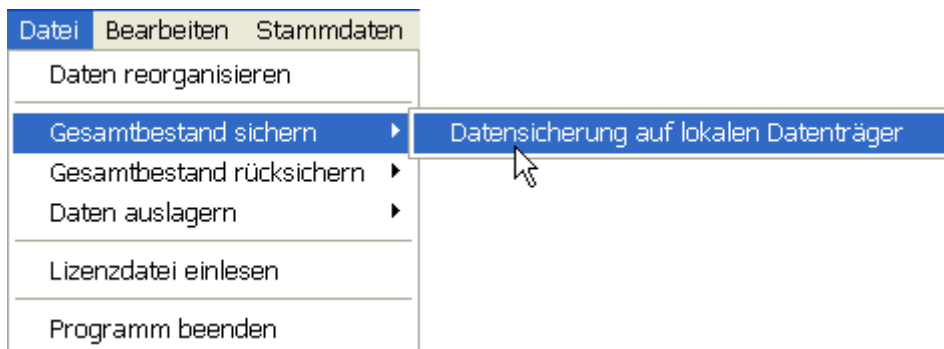 Datei Bearbeiten Stammdaten
Daten reorganisieren
Gesamtbestand sichern Datensicherung auf lokalen Datenträger
Gesamtbestand rücksichern
Daten auslagern
Lizenzdatei einlesen
Programm beenden